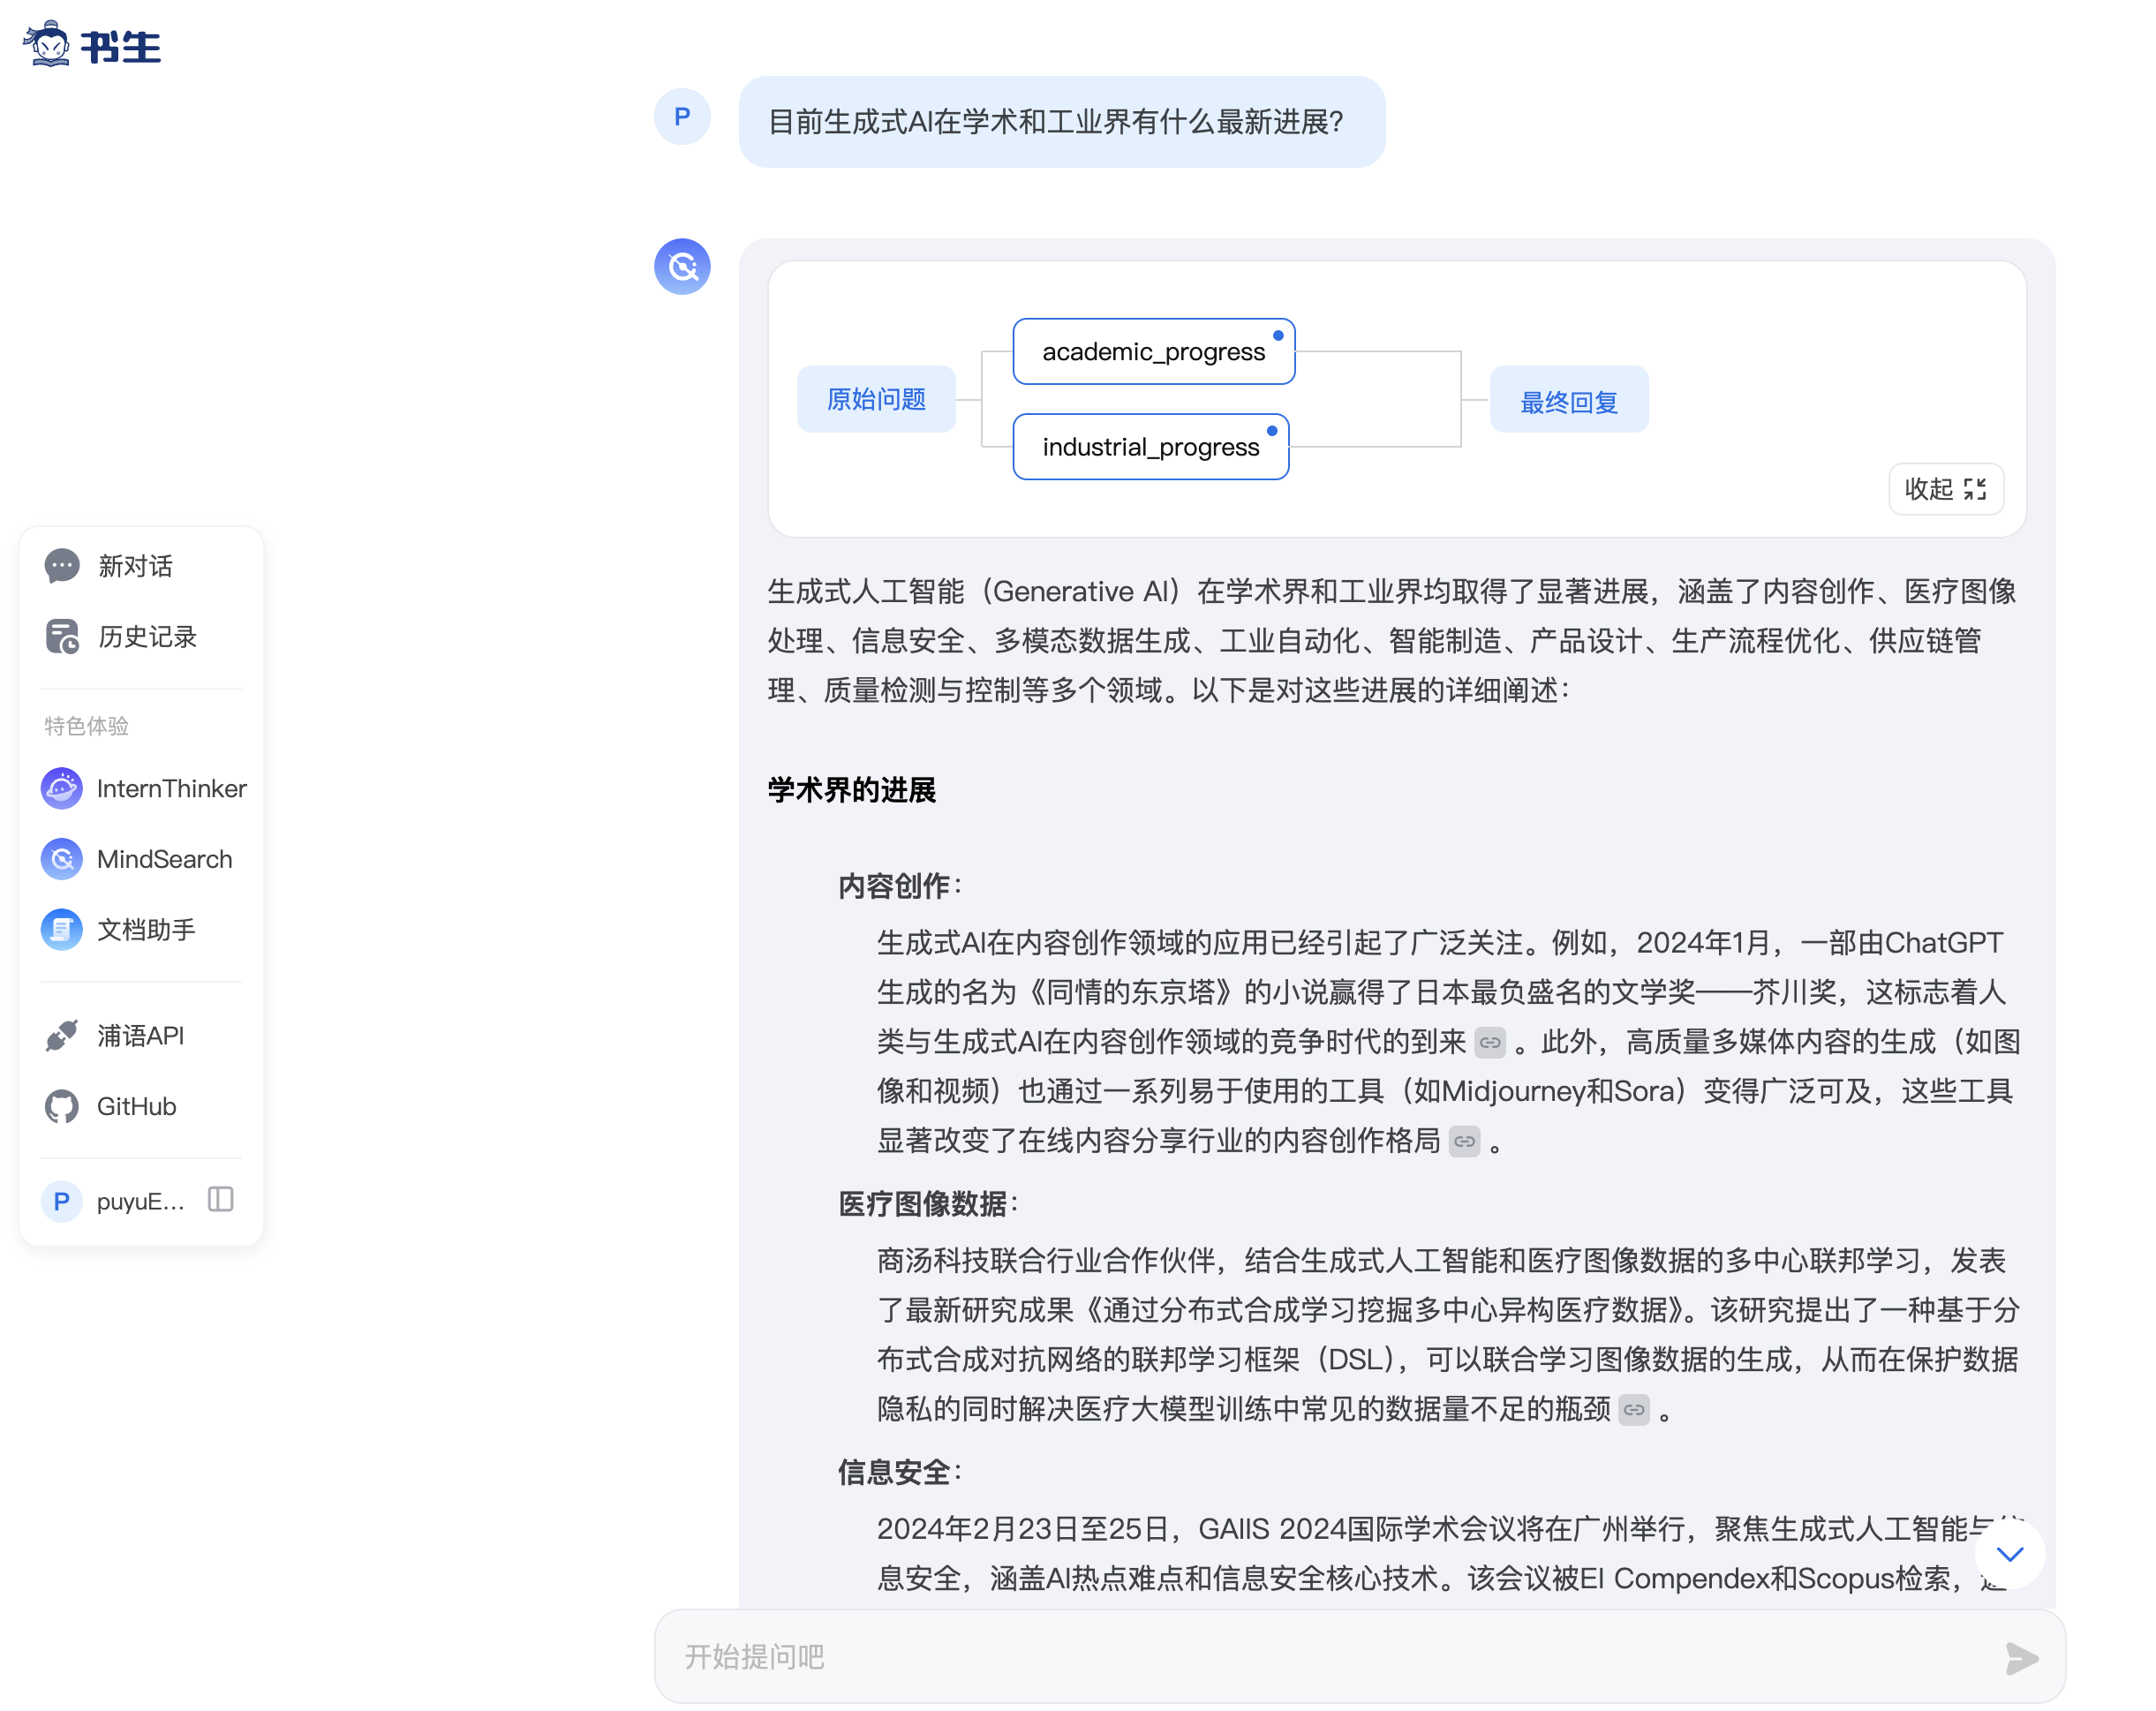 书生
P
目前生成式AI在学术和工业界有什么最新进展?
原始问题
academic_progress
industrial_progress
最终回复
收起
生成式人工智能（Generative AI）在学术界和工业界均取得了显著进展，涵盖了内容创作、医疗图像
处理、信息安全、多模态数据生成、工业自动化、智能制造、产品设计、生产流程优化、供应链管
理、质量检测与控制等多个领域。以下是对这些进展的详细阐述：
学术界的进展
内容创作：
生成式AI在内容创作领域的应用已经引起了广泛关注。例如，2024年1月，一部由ChatGPT
生成的名为《同情的东京塔》的小说赢得了日本最负盛名的文学奖——芥川奖，这标志着人
类与生成式AI在内容创作领域的竞争时代的到来 。此外，高质量多媒体内容的生成（如图
像和视频）也通过一系列易于使用的工具（如Midjourney和Sora）变得广泛可及，这些工具
显著改变了在线内容分享行业的内容创作格局 。
医疗图像数据：
商汤科技联合行业合作伙伴，结合生成式人工智能和医疗图像数据的多中心联邦学习，发表
了最新研究成果《通过分布式合成学习挖掘多中心异构医疗数据》。该研究提出了一种基于分
布式合成对抗网络的联邦学习框架（DSL），可以联合学习图像数据的生成，从而在保护数据
隐私的同时解决医疗大模型训练中常见的数据量不足的瓶颈 。
信息安全：
2024年2月23日至25日，GAIIS 2024国际学术会议将在广州举行，聚焦生成式人工智能与信
息安全，涵盖AI热点难点和信息安全核心技术。该会议被EI Compendex和Scopus检索，
开始提问吧
新对话
历史记录
特色体验
InternThinker
MindSearch
文档助手
浦语API
GitHub
P
puyuE...